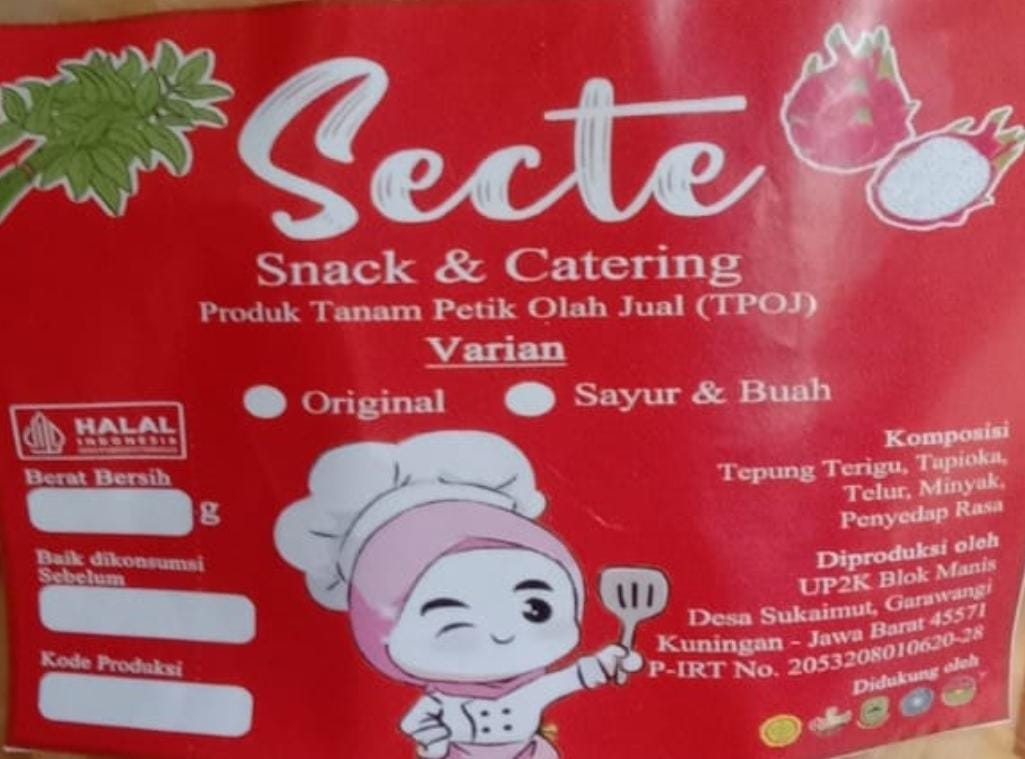 Secte
Snack & Catering
Produk Tanam Petik Olah Jual (TPOJ)
Varian
Original
Sayur & Buah
HALAL
INDONESIA
Berat Bersih
g
Baik dikonsumsi
Sebelum
Kode Produksi
Komposisi
Tepung Terigu, Tapioka,
Telur, Minyak,
Penyedap Rasa
Diproduksi oleh
UP2K Blok Manis
Desa Sukaimut, Garawangi
Kuningan - Jawa Barat 45571
P-IRT No. 2053208010620-28
Didukung oleh